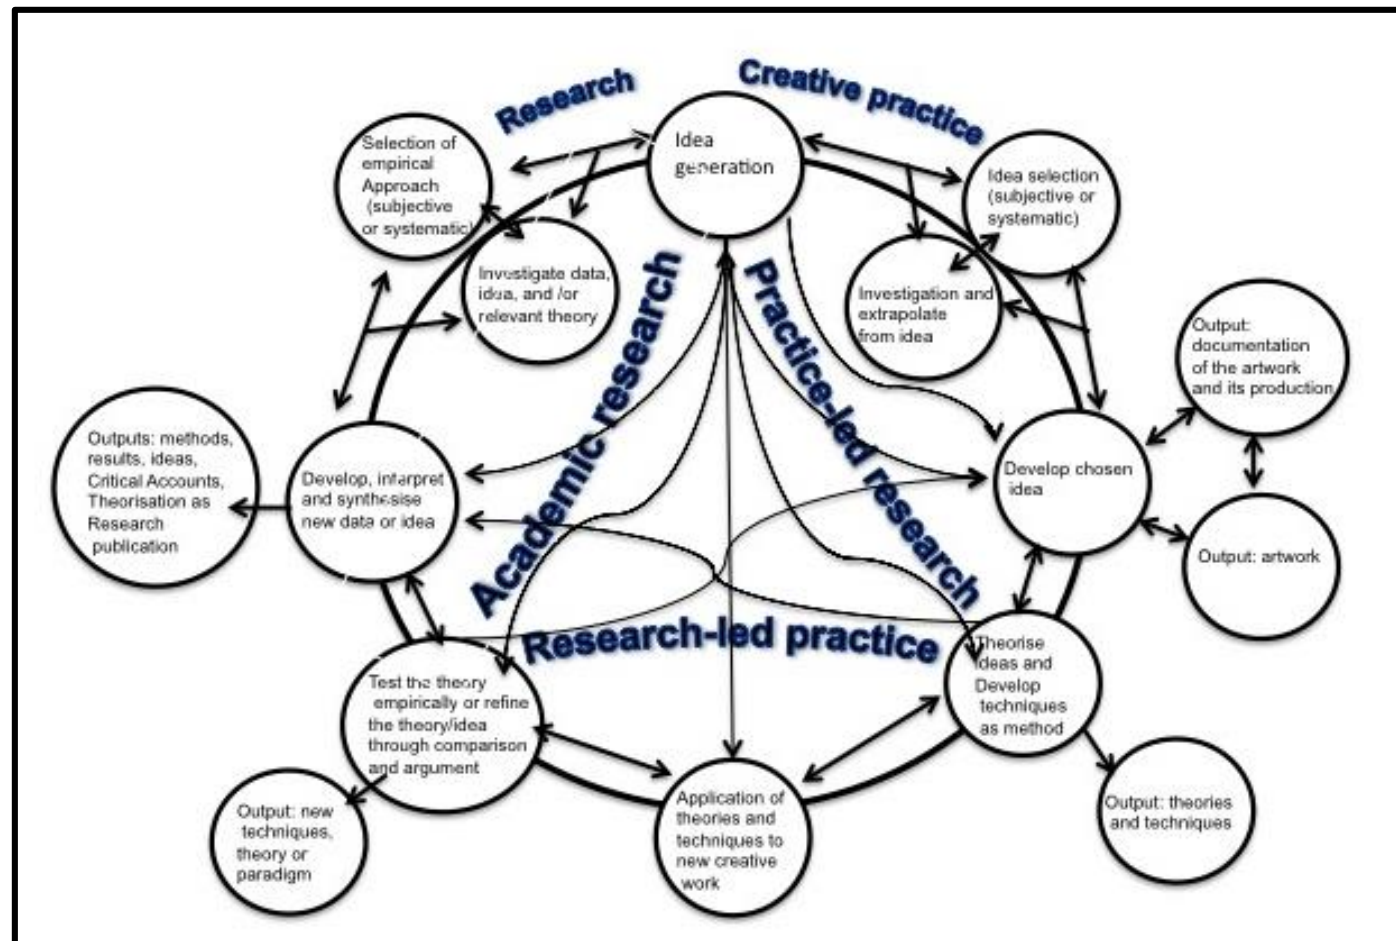 Research
Creative practice
Idea
generation
Selection of
empirical
Approach
(subjective
or systematic)
Idea selection
(subjective or
systematic)
Investigate data,
idea, and /or
relevant theory
Investigation and
extrapolate
from idea
Academic research
Practice-led research
Research-led practice
Output:
documentation
of the artwork
and its production
Outputs: methods,
results, ideas,
Critical Accounts,
Theorisation as
Research
publication
Develop, interpret
and synthesise
new data or idea
Develop chosen
idea
Output: artwork
Test the theory
empirically or refine
the theory/idea
through comparison
and argument
Theorise
ideas and
Develop
techniques
as method
Output: new
techniques,
theory or
paradigm
Application of
theories and
techniques to
new creative
work
Output: theories
and techniques